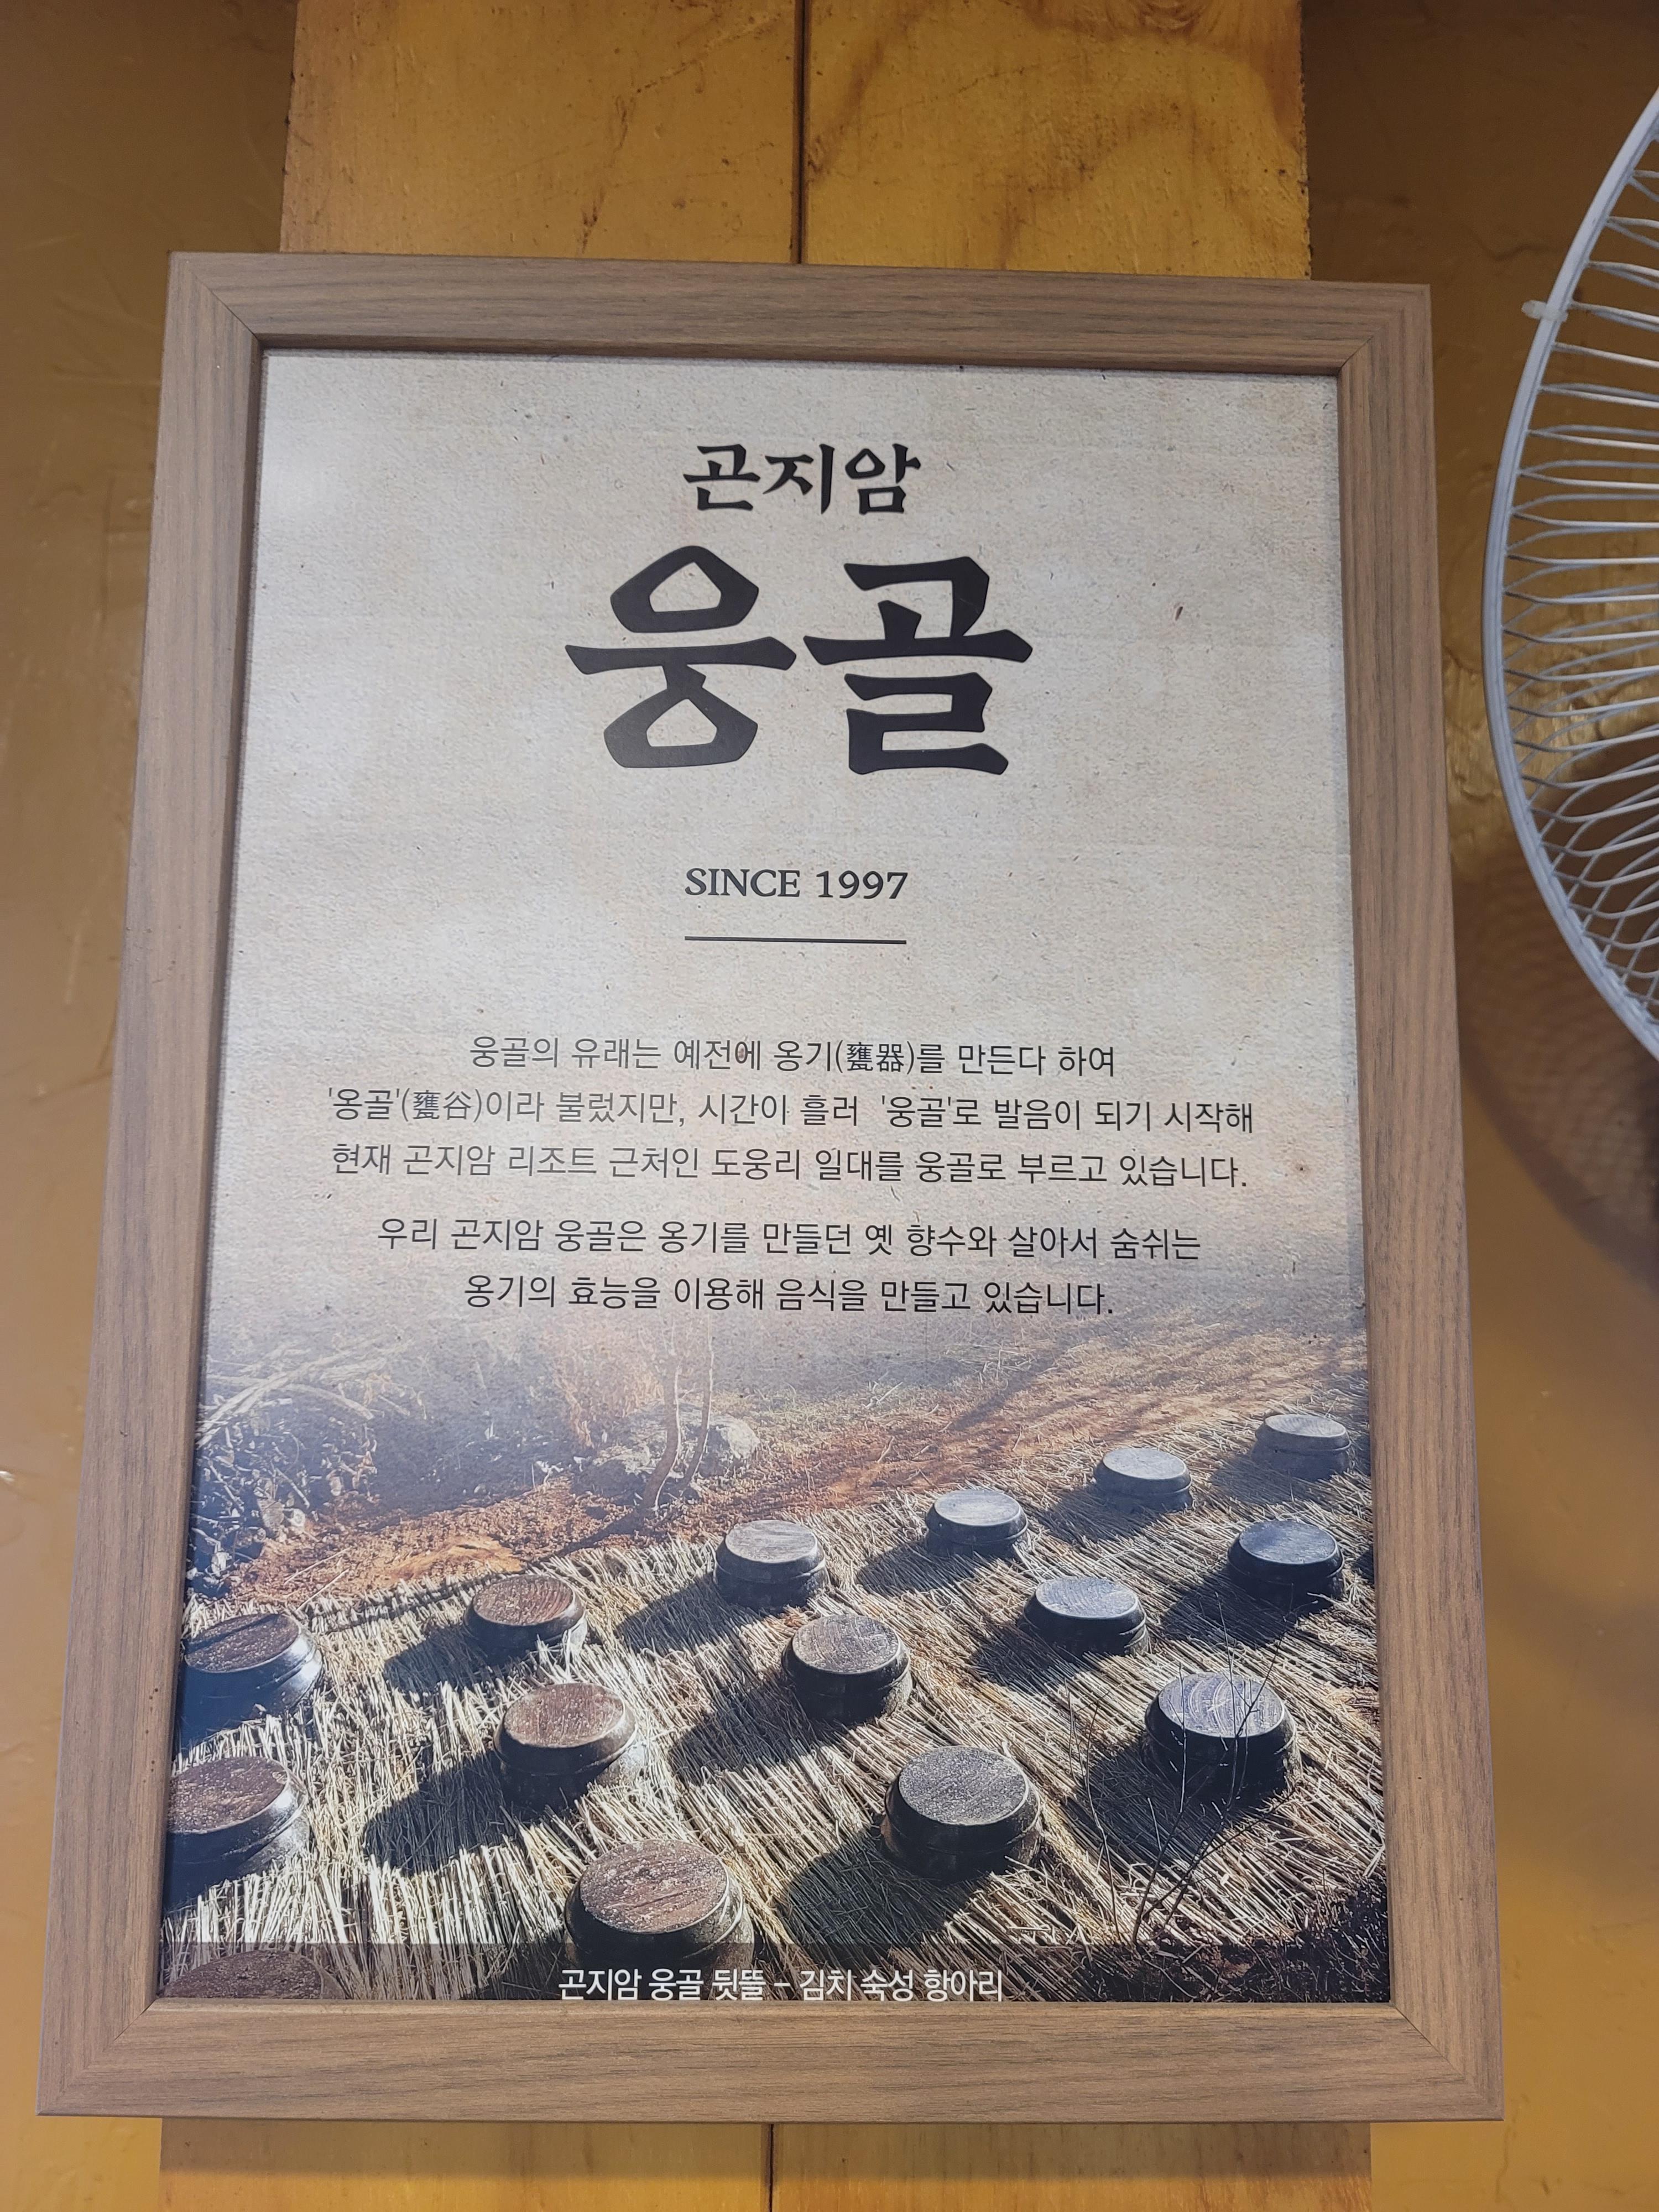 곤지암
웅골
SINCE 1997
웅골의 유래는 예전에 옹기(甕器)를 만든다 하여
'옹골'(甕谷)이라 불렀지만, 시간이 흘러 '웅골'로 발음이 되기 시작해
현재 곤지암 리조트 근처인 도웅리 일대를 웅골로 부르고 있습니다.
우리 곤지암 웅골은 옹기를 만들던 옛 향수와 살아서 숨쉬는
옹기의 효능을 이용해 음식을 만들고 있습니다.
곤지암 웅골 뒷뜰 - 김치 숙성 항아리